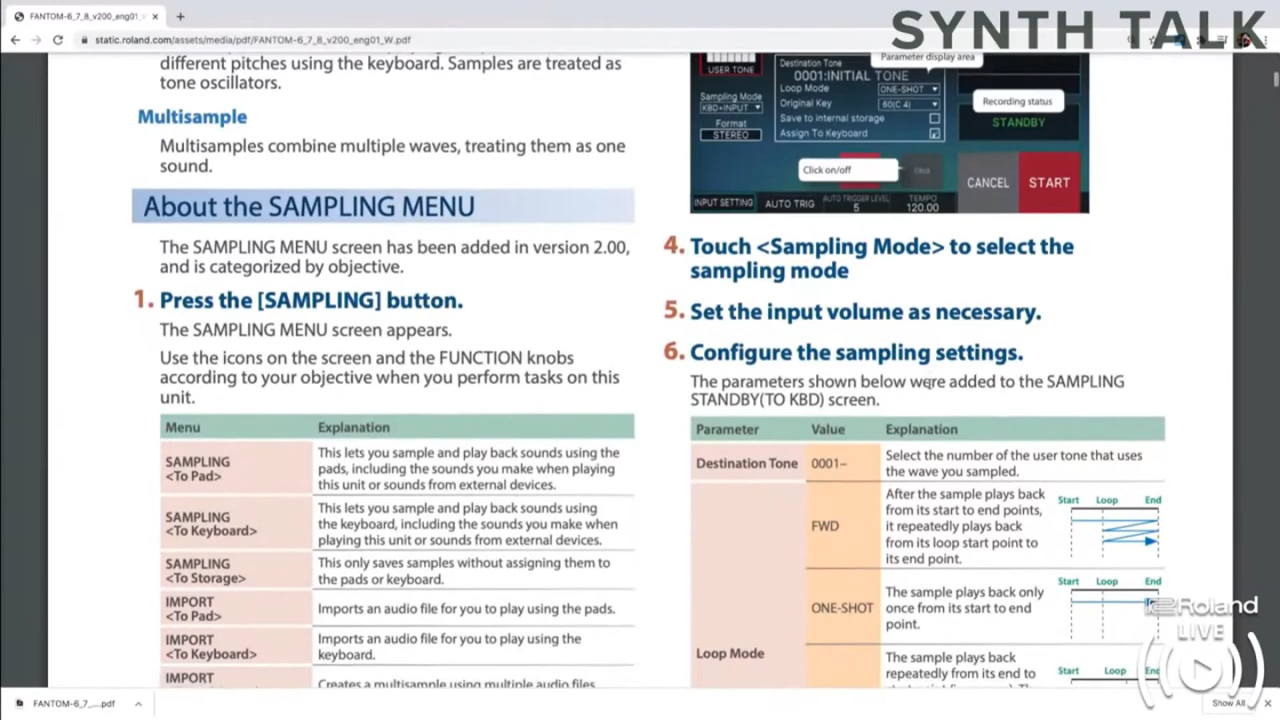 FANTOM-6_7_8_v200_eng01_
static.roland.com/assets/media/pdf/FANTOM-6_7_8_v200_eng01_W.pdf
SYNTH TALK
different pitches using the keyboard. Samples are treated as
tone oscillators.
Multisample
Multisamples combine multiple waves, treating them as one
sound.
About the SAMPLING MENU
The SAMPLING MENU screen has been added in version 2.00,
and is categorized by objective.
1. Press the [SAMPLING] button.
The SAMPLING MENU screen appears.
Use the icons on the screen and the FUNCTION knobs
according to your objective when you perform tasks on this
unit.
Menu Explanation
SAMPLING
<To Pad>
This lets you sample and play back sounds using the
pads, including the sounds you make when playing
this unit or sounds from external devices.
SAMPLING
<To Keyboard>
This lets you sample and play back sounds using
the keyboard, including the sounds you make when
playing this unit or sounds from external devices.
SAMPLING
<To Storage>
This only saves samples without assigning them to
the pads or keyboard.
IMPORT
<To Pad>
Imports an audio file for you to play using the pads.
IMPORT
<To Keyboard>
Imports an audio file for you to play using the
keyboard.
IMPORT
Creates a multisample using multiple audio files
USER TONE
Sampling Mode
KBD+INPUT
Format
STEREO
Destination Tone
0001:INITIAL TONE
Loop Mode ONE-SHOT
Original Key 60(C 4)
Save to internal storage
Assign To Keyboard
Parameter display area
Recording status
STANDBY
Click on/off
Click
CANCEL START
INPUT SETTING AUTO TRIG
AUTO TRIGGER LEVEL
5
TEMPO
120.00
4. Touch <Sampling Mode> to select the
sampling mode
5. Set the input volume as necessary.
6. Configure the sampling settings.
The parameters shown below were added to the SAMPLING
STANDBY(TO KBD) screen.
Parameter Value Explanation
Destination Tone 0001–
Select the number of the user tone that uses
the wave you sampled.
Loop Mode
FWD
After the sample plays back
from its start to end points,
it repeatedly plays back
from its loop start point to
its end point.
Start Loop End
ONE-SHOT
The sample plays back only
once from its start to end
point.
Start Loop End
The sample plays back
repeatedly from its end to
Start Loop End
Roland
LIVE
FANTOM-6_7_....pdf
Show All